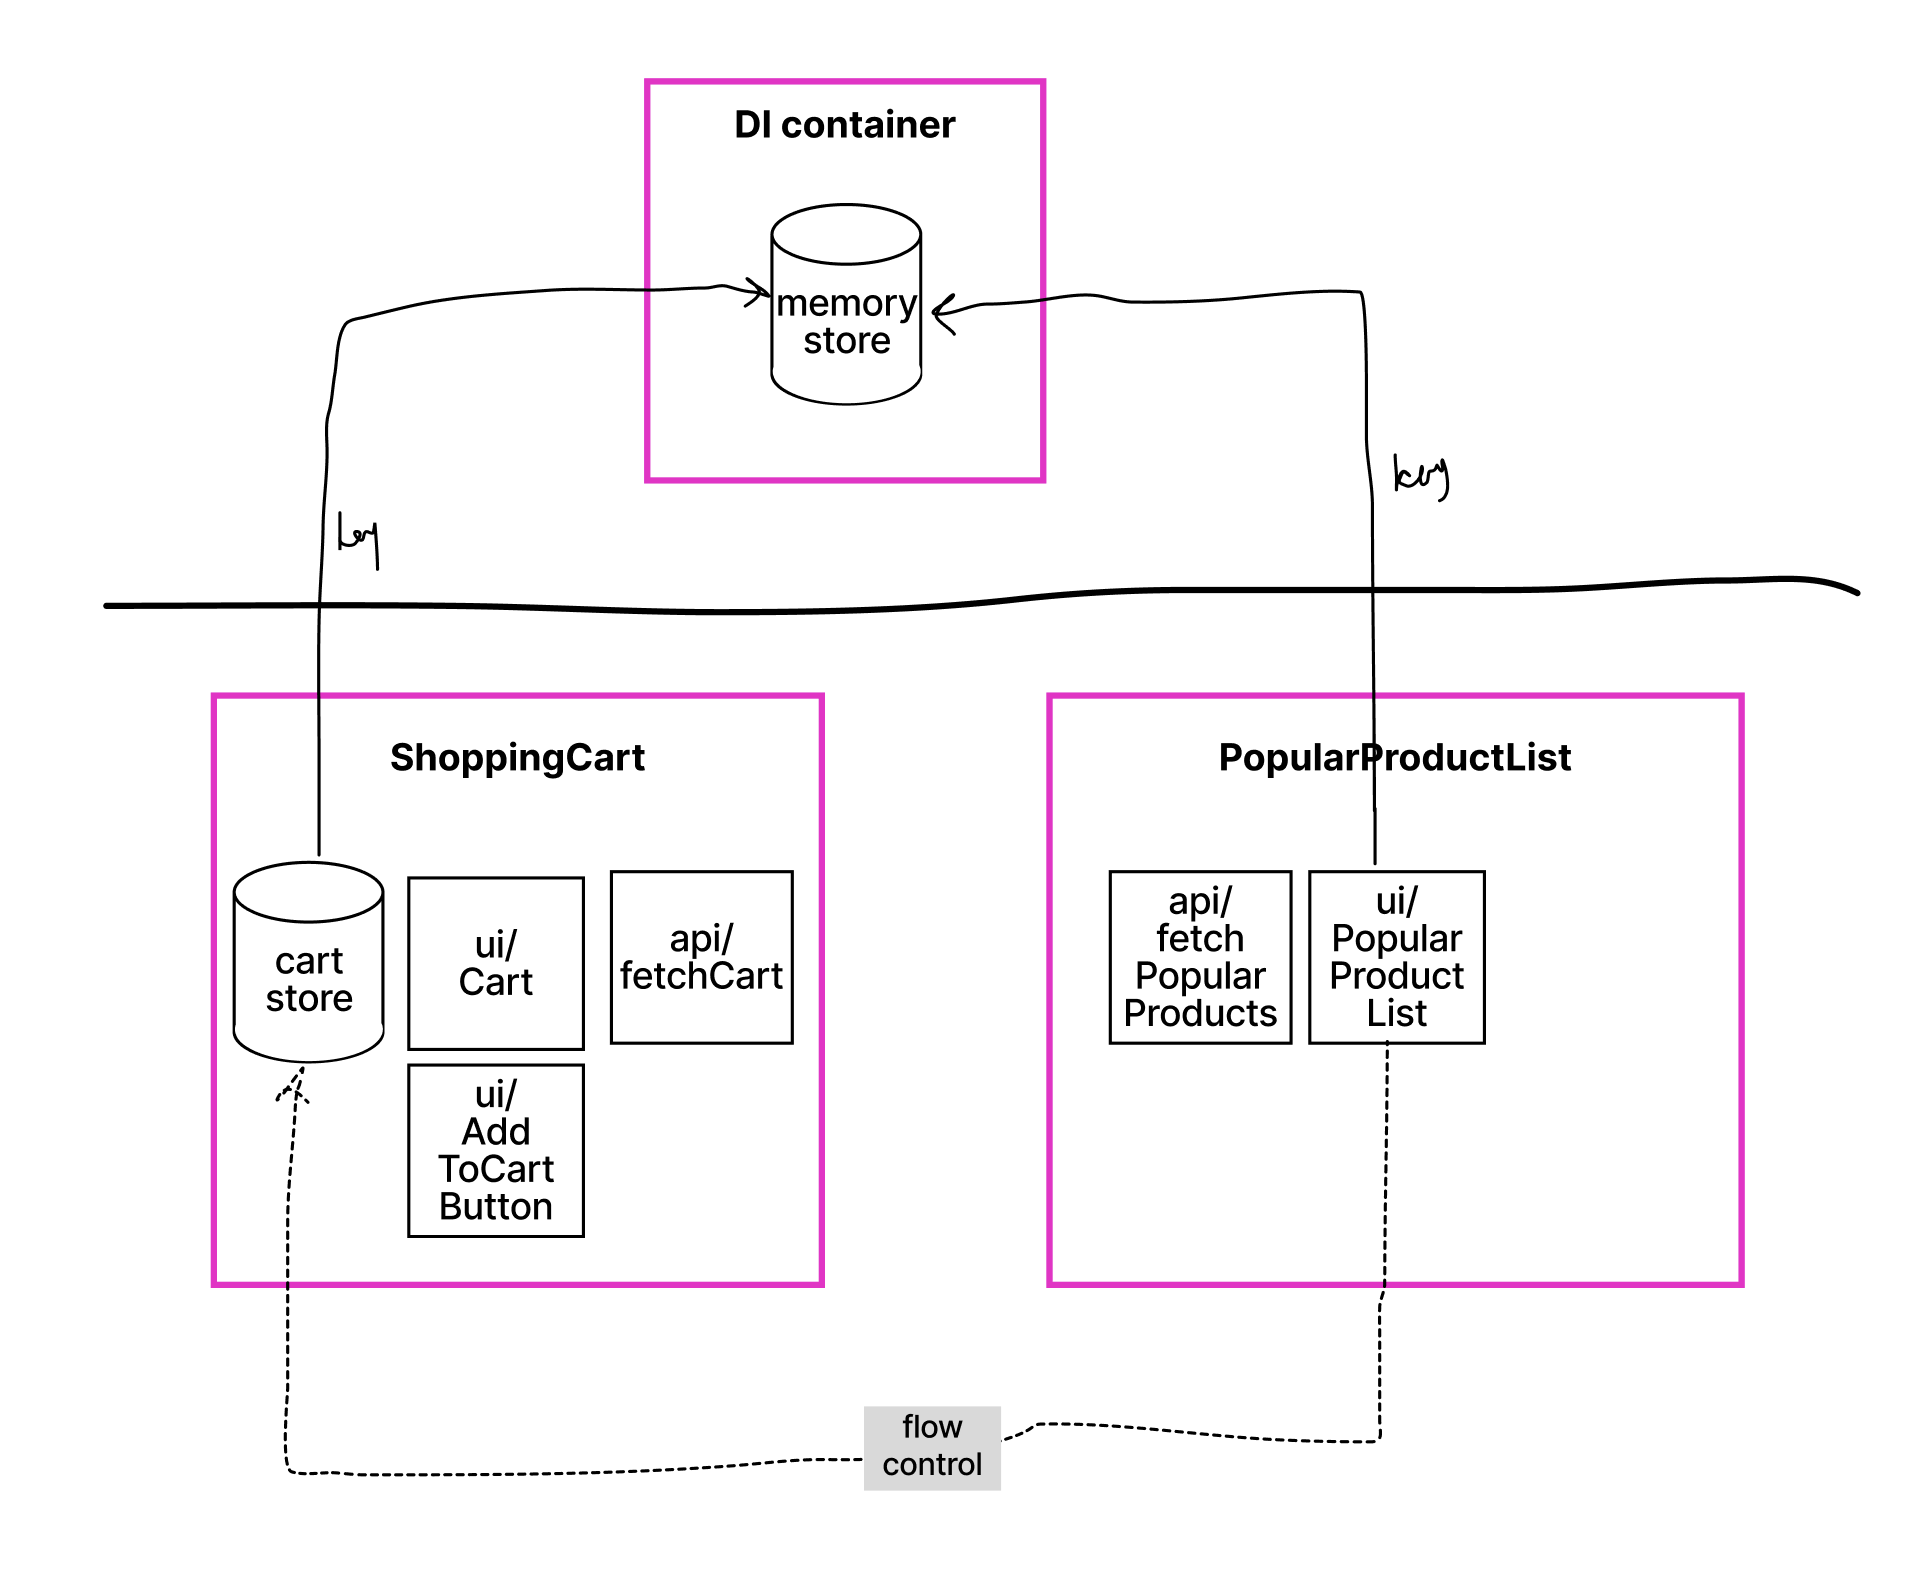 DI container
memory
store
key
key
ShoppingCart
PopularProductList
cart
store
ui/
Cart
api/
fetchCart
ui/
Add
ToCart
Button
api/
fetch
Popular
Products
ui/
Popular
Product
List
flow
control